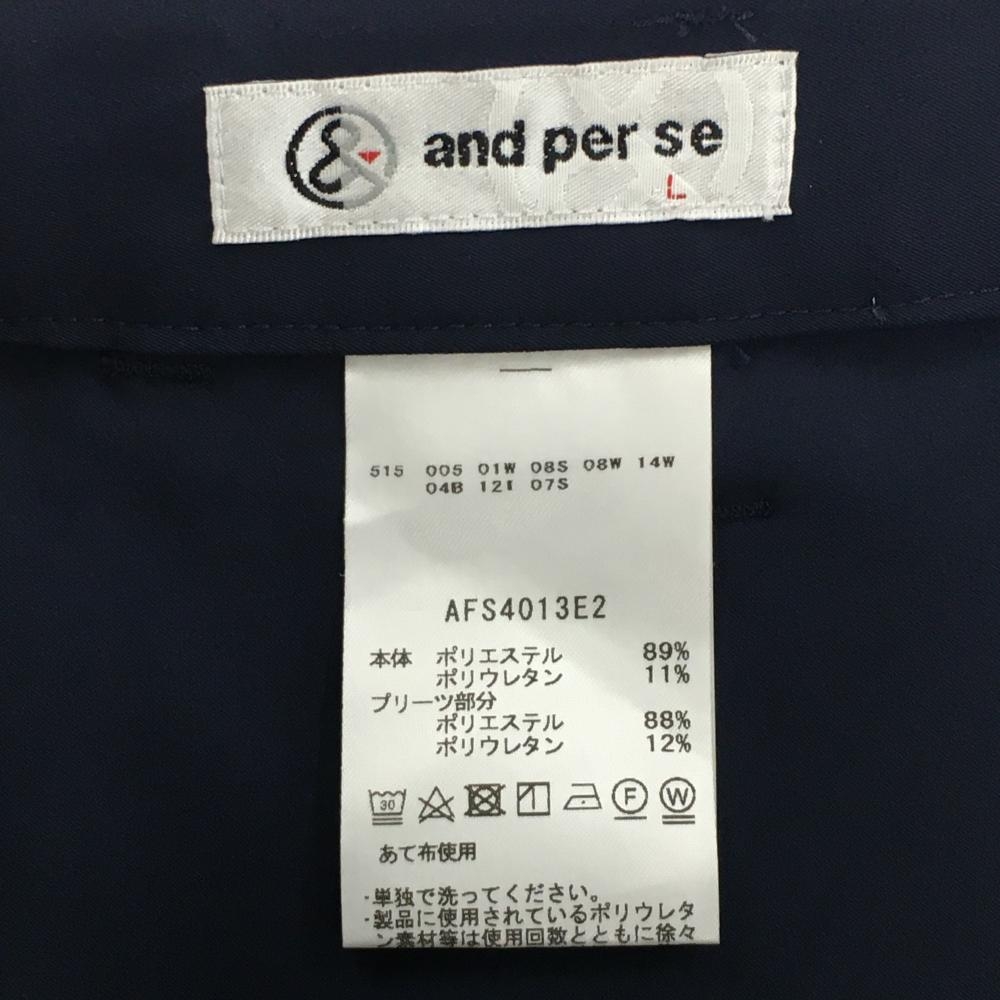 & and per se
L
515 005 01W 08S 08W 14W
04B 12I 07S
AFS4013E2
本体 ポリエステル 89%
ポリウレタン 11%
プリーツ部分
ポリエステル 88%
ポリウレタン 12%
30 F W
あて布使用
・単独で洗ってください。
・製品に使用されているポリウレタ
ン素材等は使用回数とともに徐々